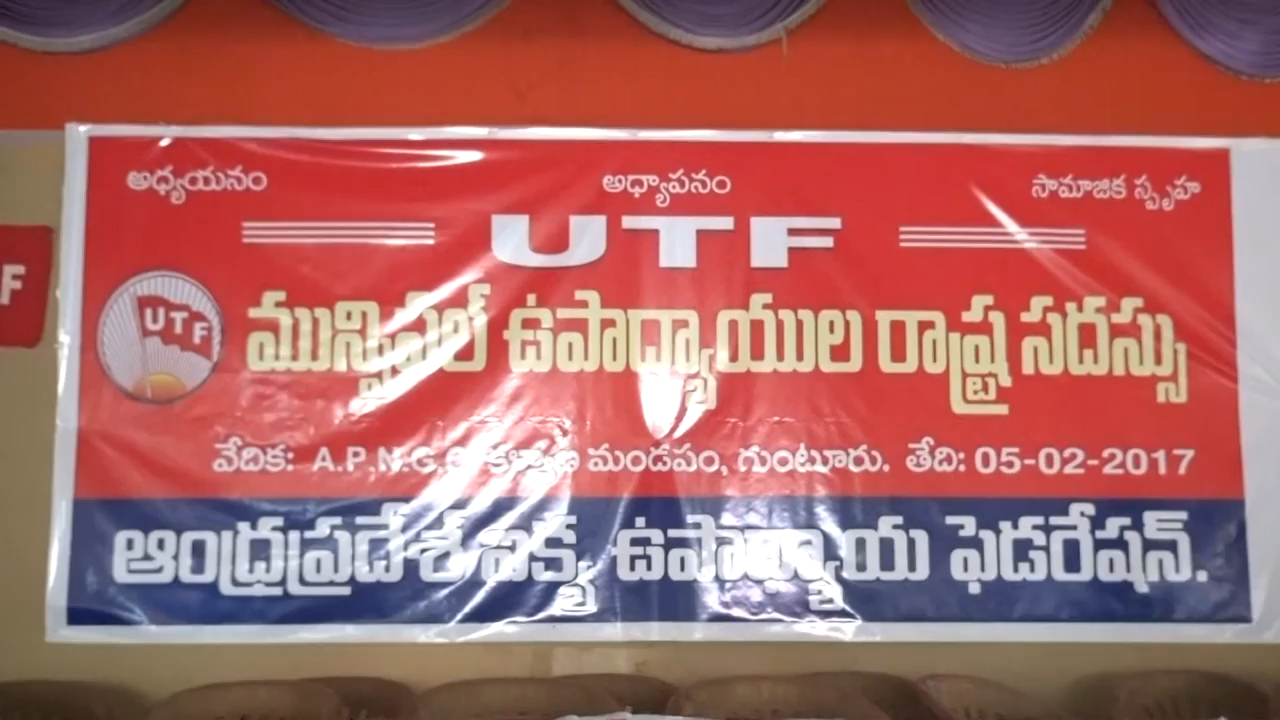 అధ్యయనం అధ్యాపనం సామాజిక స్పృహ
UTF
UTF
మున్సిపల్ ఉపాధ్యాయుల రాష్ట్ర సదస్సు
వేదిక: A.P.N.G.O కళ్యాణ మండపం, గుంటూరు. తేది: 05-02-2017
ఆంధ్రప్రదేశ్ ఐక్య ఉపాధ్యాయ ఫెడరేషన్.
F